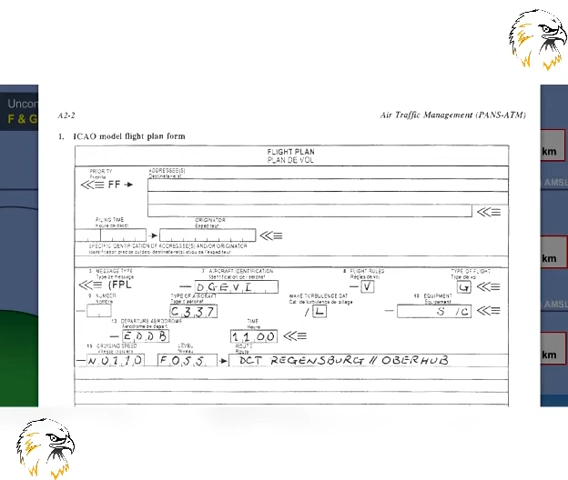 Uncon
F & G
A2-2 Air Traffic Management (PANS-ATM)
1. ICAO model flight plan form
FLIGHT PLAN
PLAN DE VOL
PRIORITY ADDRESSEE(S)
Priorité Destinataire(s)
<<≡ FF →
<<≡
FILING TIME ORIGINATOR
Heure de dépôt Expéditeur
→ <<≡
SPECIFIC IDENTIFICATION OF ADDRESSEE(S) AND/OR ORIGINATOR
3 MESSAGE TYPE 7 AIRCRAFT IDENTIFICATION 8 FLIGHT RULES TYPE OF FLIGHT
Type de message Identification de l'aéronef Règles de vol Type de vol
<<≡ (FPL – DGEVI – V G <<≡
9 NUMBER TYPE OF AIRCRAFT WAKE TURBULENCE CAT 10 EQUIPMENT
Nombre Type d'aéronef Cat. de turbulence de sillage Équipement
– C337 / L – S /C <<≡
13 DEPARTURE AERODROME TIME
Aérodrome de départ Heure
– EDDB 1100 <<≡
15 CRUISING SPEED LEVEL ROUTE
Vitesse croisière Niveau Route
– N0110 F055 → DCT REGENSBURG // OBERHUB
km
AMSL
km
AMSL
km